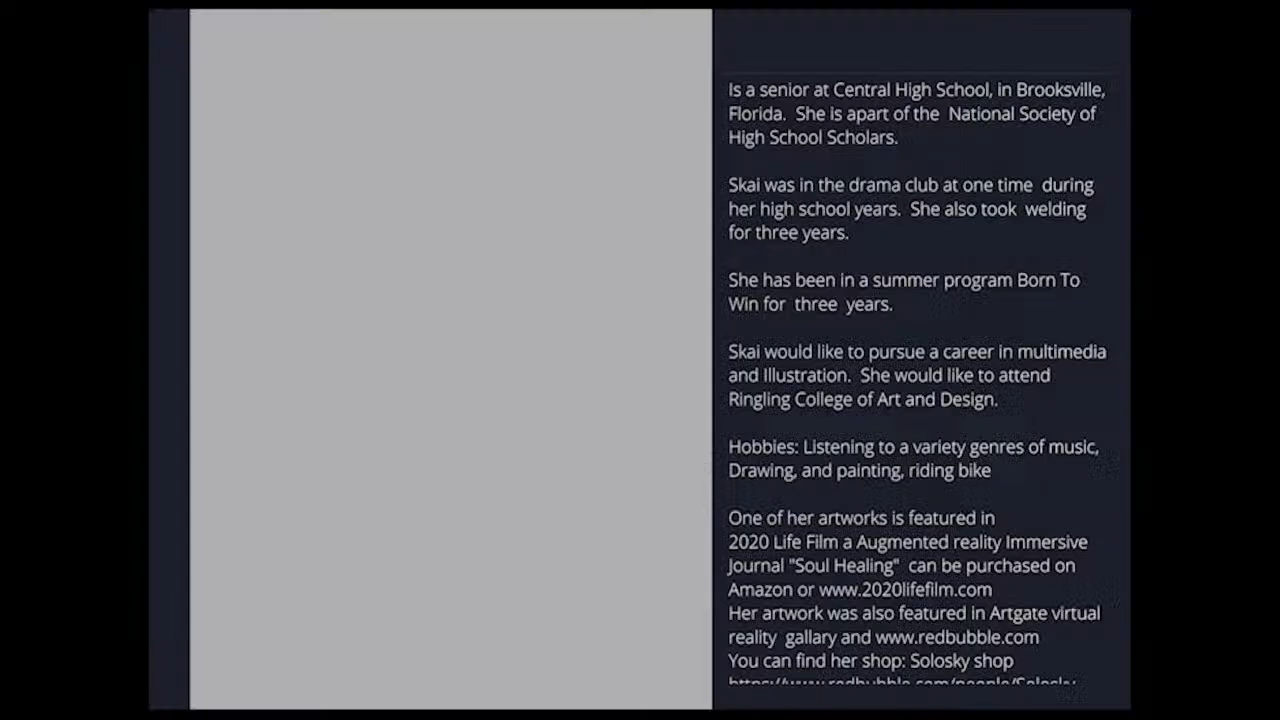 Is a senior at Central High School, in Brooksville,
Florida.  She is apart of the  National Society of
High School Scholars.
Skai was in the drama club at one time  during
her high school years.  She also took  welding
for three years.
She has been in a summer program Born To
Win for  three  years.
Skai would like to pursue a career in multimedia
and Illustration.  She would like to attend
Ringling College of Art and Design.
Hobbies: Listening to a variety genres of music,
Drawing, and painting, riding bike
One of her artworks is featured in
2020 Life Film a Augmented reality Immersive
Journal "Soul Healing"  can be purchased on
Amazon or www.2020lifefilm.com
Her artwork was also featured in Artgate virtual
reality  gallary and www.redbubble.com
You can find her shop: Solosky shop